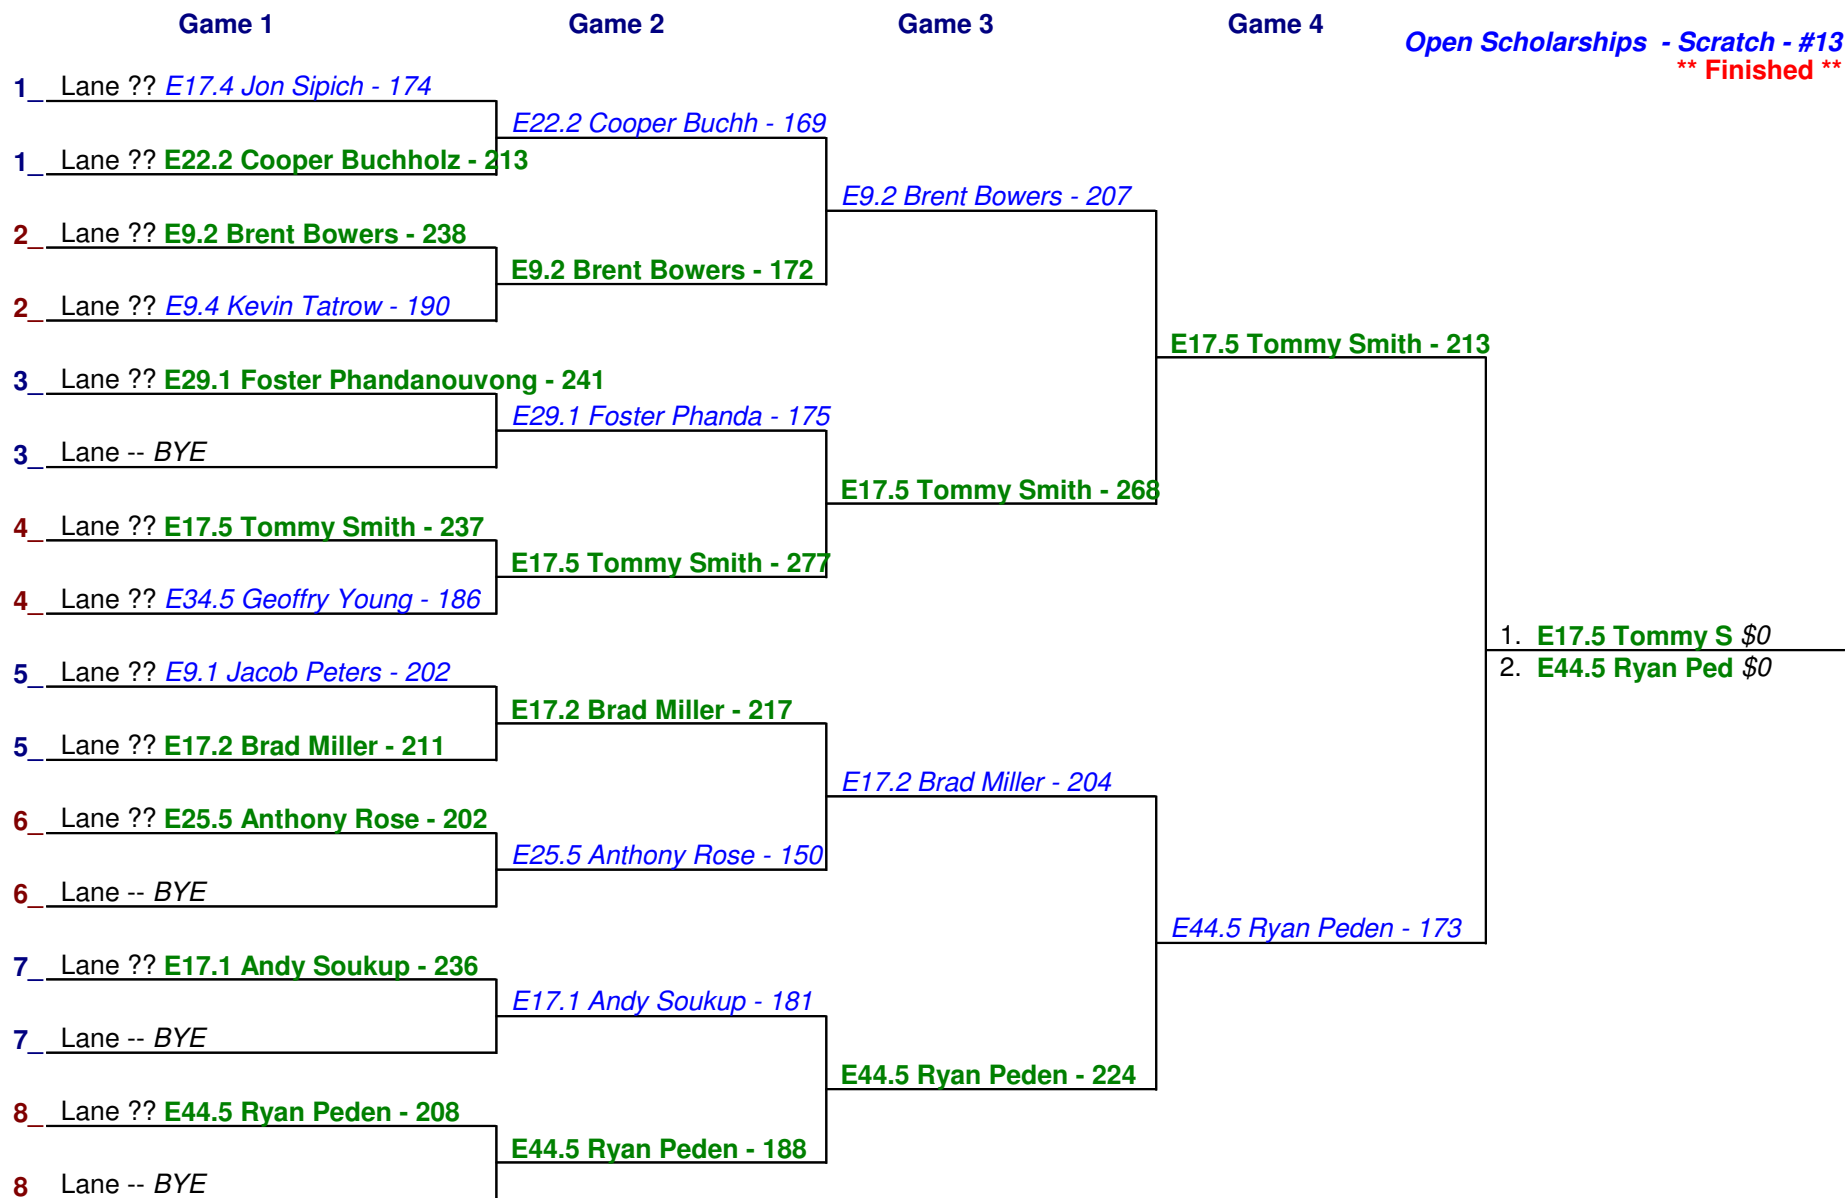 Game 1 Game 2 Game 3 Game 4
Open Scholarships - Scratch - #13
** Finished **
1_ Lane ?? E17.4 Jon Sipich - 174
E22.2 Cooper Buchh - 169
1_ Lane ?? E22.2 Cooper Buchholz - 213
E9.2 Brent Bowers - 207
2_ Lane ?? E9.2 Brent Bowers - 238
E9.2 Brent Bowers - 172
2_ Lane ?? E9.4 Kevin Tatrow - 190
E17.5 Tommy Smith - 213
3_ Lane ?? E29.1 Foster Phandanouvong - 241
E29.1 Foster Phanda - 175
3_ Lane -- BYE
E17.5 Tommy Smith - 268
4_ Lane ?? E17.5 Tommy Smith - 237
E17.5 Tommy Smith - 277
4_ Lane ?? E34.5 Geoffry Young - 186
1. E17.5 Tommy S $0
2. E44.5 Ryan Ped $0
5_ Lane ?? E9.1 Jacob Peters - 202
E17.2 Brad Miller - 217
5_ Lane ?? E17.2 Brad Miller - 211
E17.2 Brad Miller - 204
6_ Lane ?? E25.5 Anthony Rose - 202
E25.5 Anthony Rose - 150
6_ Lane -- BYE
E44.5 Ryan Peden - 173
7_ Lane ?? E17.1 Andy Soukup - 236
E17.1 Andy Soukup - 181
7_ Lane -- BYE
E44.5 Ryan Peden - 224
8_ Lane ?? E44.5 Ryan Peden - 208
E44.5 Ryan Peden - 188
8 Lane -- BYE